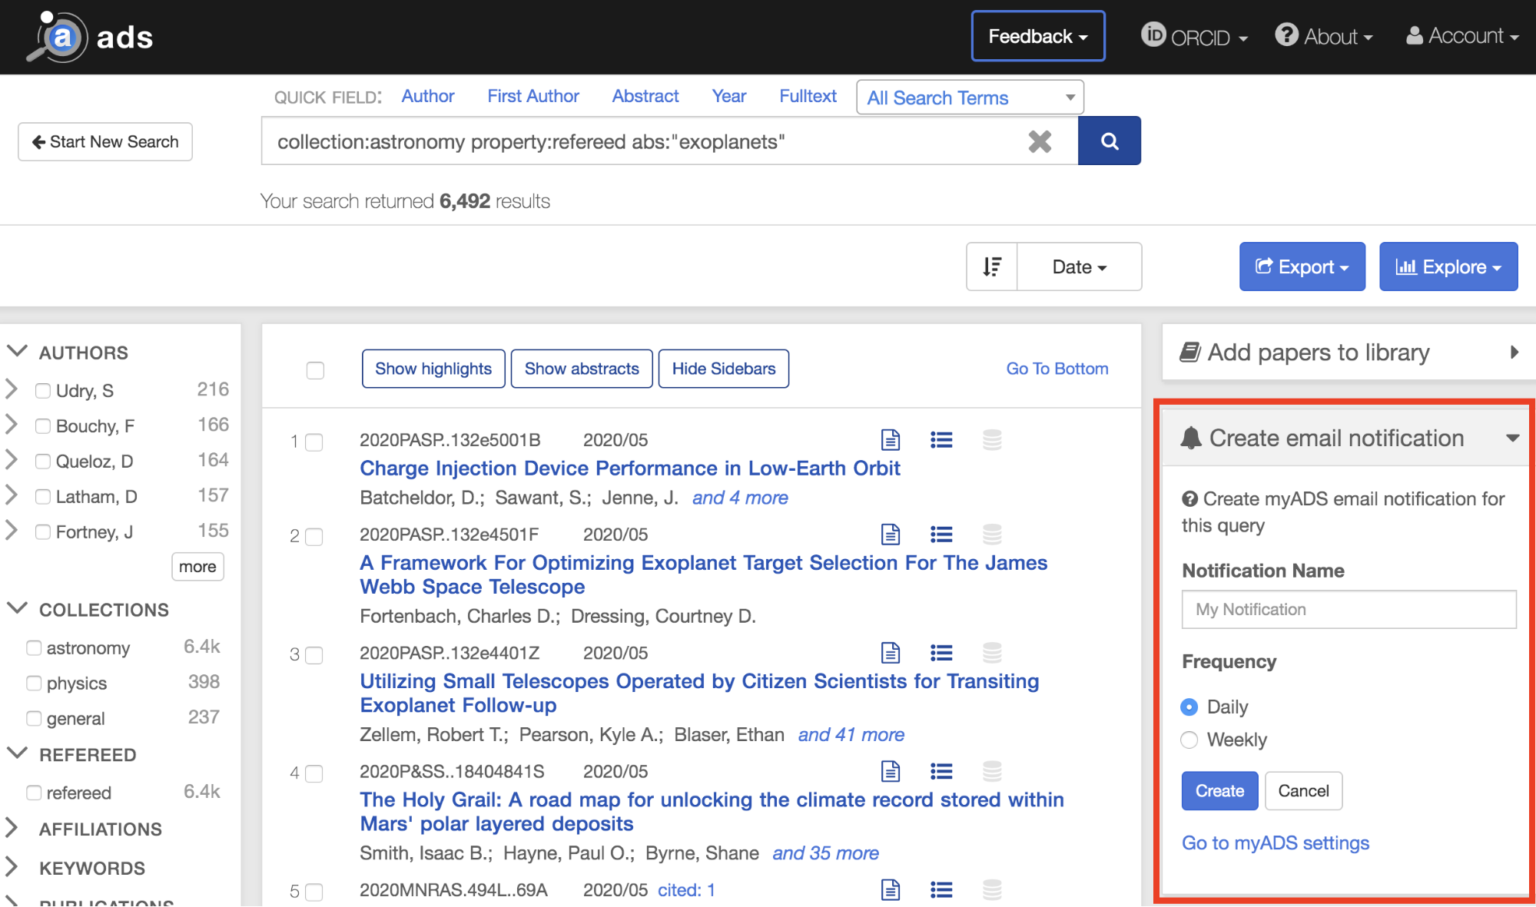 a ads
Feedback
iD ORCID
About
Account
QUICK FIELD: Author First Author Abstract Year Fulltext All Search Terms
Start New Search
collection:astronomy property:refereed abs:"exoplanets"
Your search returned 6,492 results
Date
Export
Explore
AUTHORS
Udry, S 216
Bouchy, F 166
Queloz, D 164
Latham, D 157
Fortney, J 155
more
COLLECTIONS
astronomy 6.4k
physics 398
general 237
REFEREED
refereed 6.4k
AFFILIATIONS
KEYWORDS
PUBLICATIONS
Show highlights Show abstracts Hide Sidebars Go To Bottom
1 2020PASP..132e5001B 2020/05
Charge Injection Device Performance in Low-Earth Orbit
Batcheldor, D.; Sawant, S.; Jenne, J. and 4 more
2 2020PASP..132e4501F 2020/05
A Framework For Optimizing Exoplanet Target Selection For The James
Webb Space Telescope
Fortenbach, Charles D.; Dressing, Courtney D.
3 2020PASP..132e4401Z 2020/05
Utilizing Small Telescopes Operated by Citizen Scientists for Transiting
Exoplanet Follow-up
Zellem, Robert T.; Pearson, Kyle A.; Blaser, Ethan and 41 more
4 2020P&SS..18404841S 2020/05
The Holy Grail: A road map for unlocking the climate record stored within
Mars' polar layered deposits
Smith, Isaac B.; Hayne, Paul O.; Byrne, Shane and 35 more
5 2020MNRAS.494L..69A 2020/05 cited: 1
Add papers to library
Create email notification
Create myADS email notification for
this query
Notification Name
My Notification
Frequency
Daily
Weekly
Create Cancel
Go to myADS settings